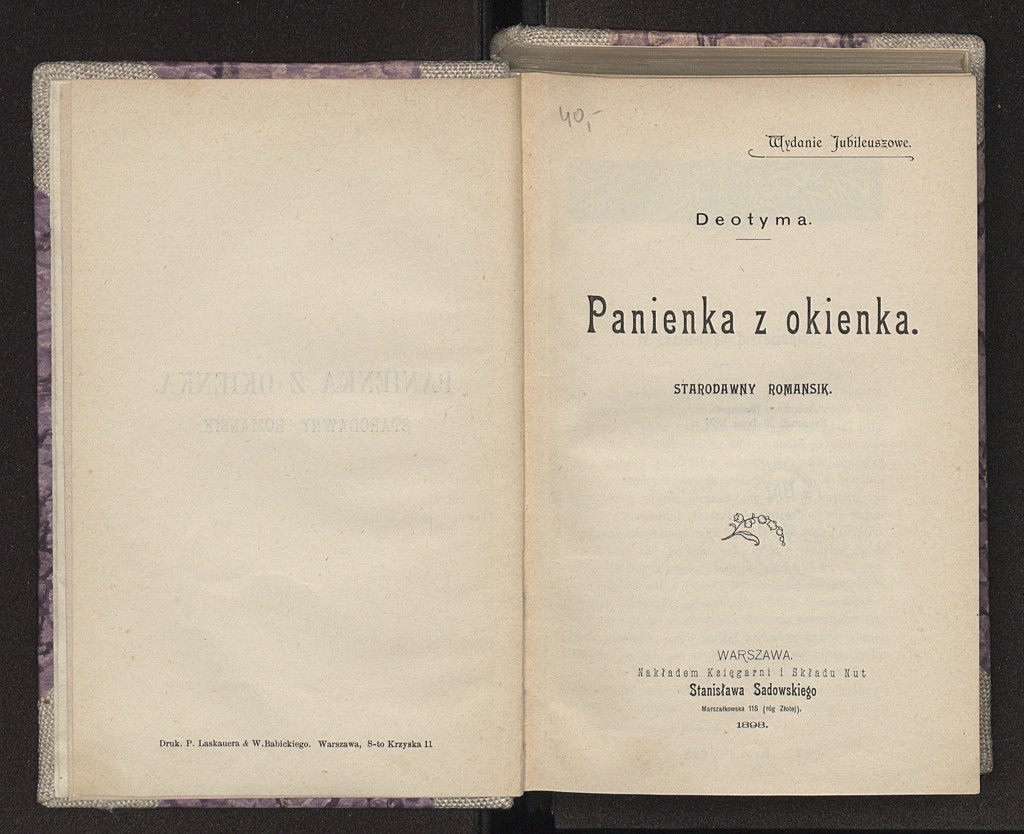 Druk. P. Laskauera & W. Babickiego. Warszawa, S-to Krzyska 11
40,-
Wydanie Jubileuszowe.
Deotyma.
Panienka z okienka.
STARODAWNY ROMANSIK.
WARSZAWA.
Nakładem Księgarni i Składu Nut
Stanisława Sadowskiego
Marszałkowska 116 (róg Złotej).
1898.